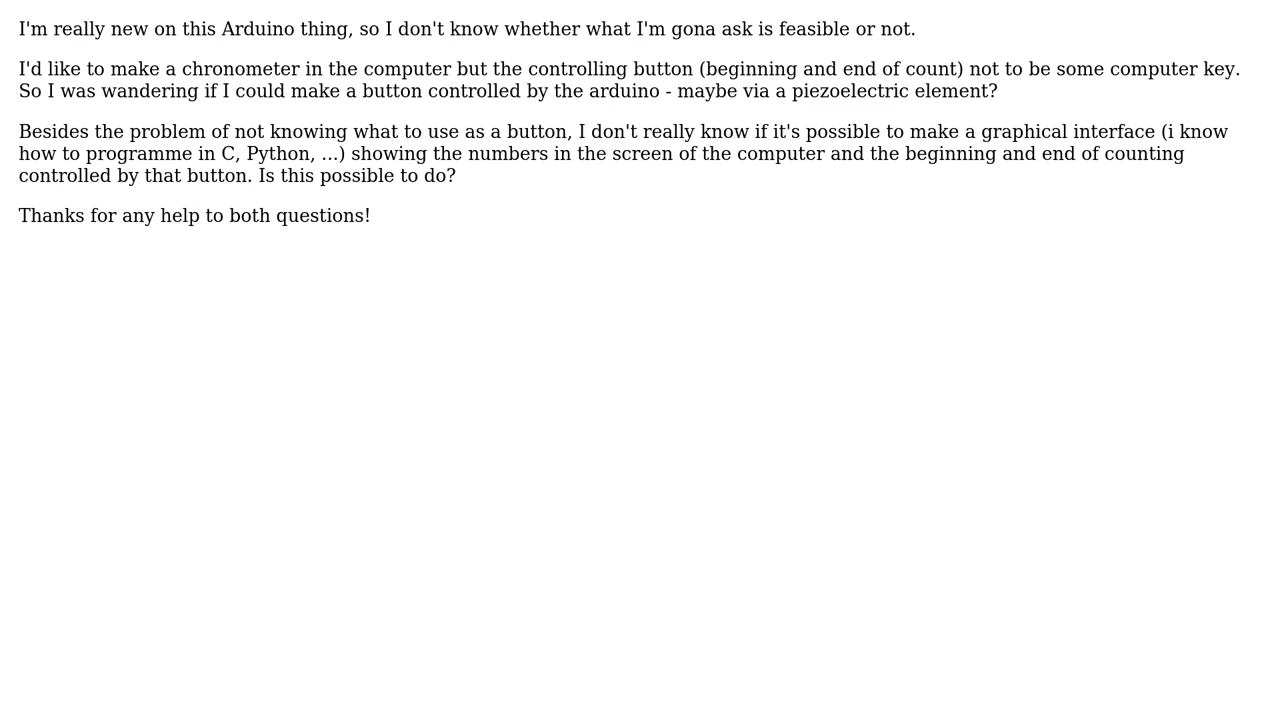 I'm really new on this Arduino thing, so I don't know whether what I'm gona ask is feasible or not.
I'd like to make a chronometer in the computer but the controlling button (beginning and end of count) not to be some computer key.
So I was wandering if I could make a button controlled by the arduino - maybe via a piezoelectric element?
Besides the problem of not knowing what to use as a button, I don't really know if it's possible to make a graphical interface (i know
how to programme in C, Python, ...) showing the numbers in the screen of the computer and the beginning and end of counting
controlled by that button. Is this possible to do?
Thanks for any help to both questions!